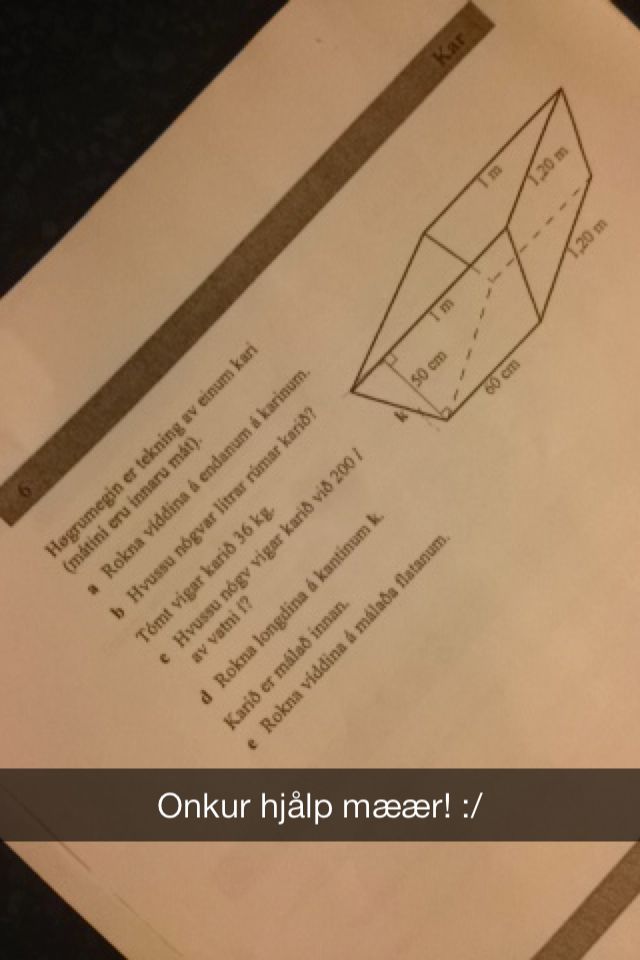 6 Kar
Høgrumegin er tekning av einum kari
(mátini eru innaru mát).
a Rokna víddina á endanum á karinum.
b Hvussu nógvar litrar rúmar karið?
Tómt vigar karið 36 kg.
c Hvussu nógv vigar karið við 200 l
av vatni í?
d Rokna longdina á kantinum k.
Karið er málað innan.
e Rokna víddina á málaða flatanum.
1 m
1,20 m
1,20 m
1 m
50 cm
60 cm
k
Onkur hjålp mæær! :/